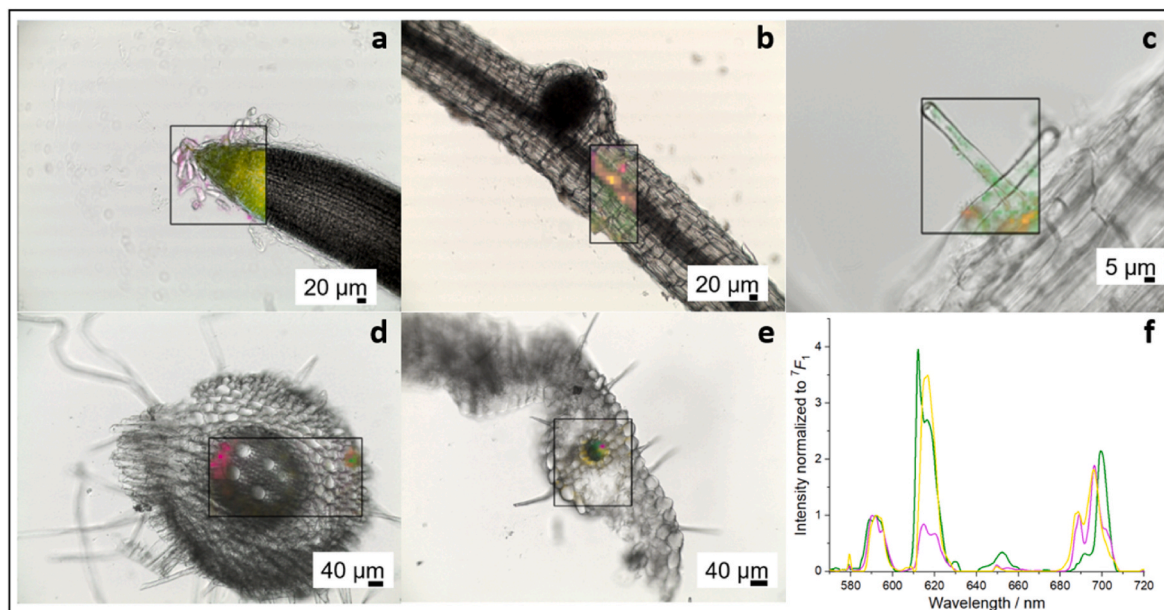 a
20 µm
b
20 µm
c
5 µm
d
40 µm
e
40 µm
f
Intensity normalized to ⁷F₁
4
3
2
1
0
580
600
620
640
660
680
700
720
Wavelength / nm